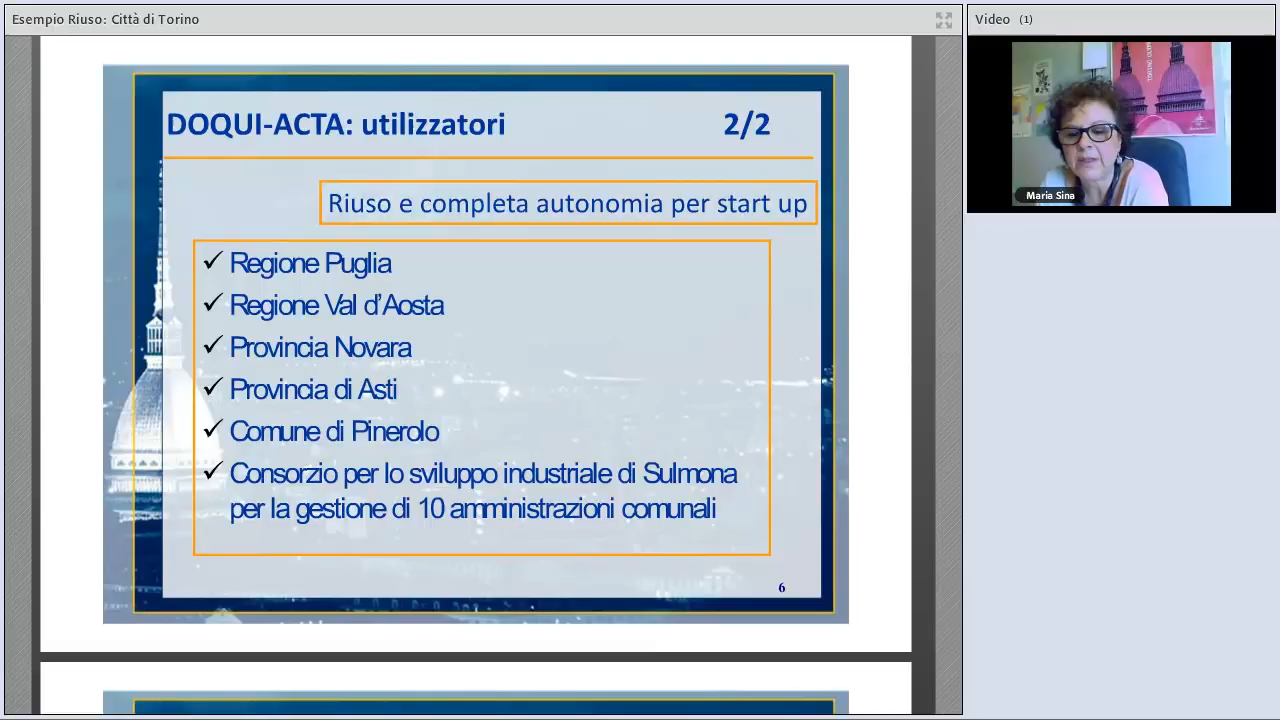 Esempio Riuso: Città di Torino
Video (1)
DOQUI-ACTA: utilizzatori 2/2
Riuso e completa autonomia per start up
✓ Regione Puglia
✓ Regione Val d'Aosta
✓ Provincia Novara
✓ Provincia di Asti
✓ Comune di Pinerolo
✓ Consorzio per lo sviluppo industriale di Sulmona
per la gestione di 10 amministrazioni comunali
6
Maria Sina